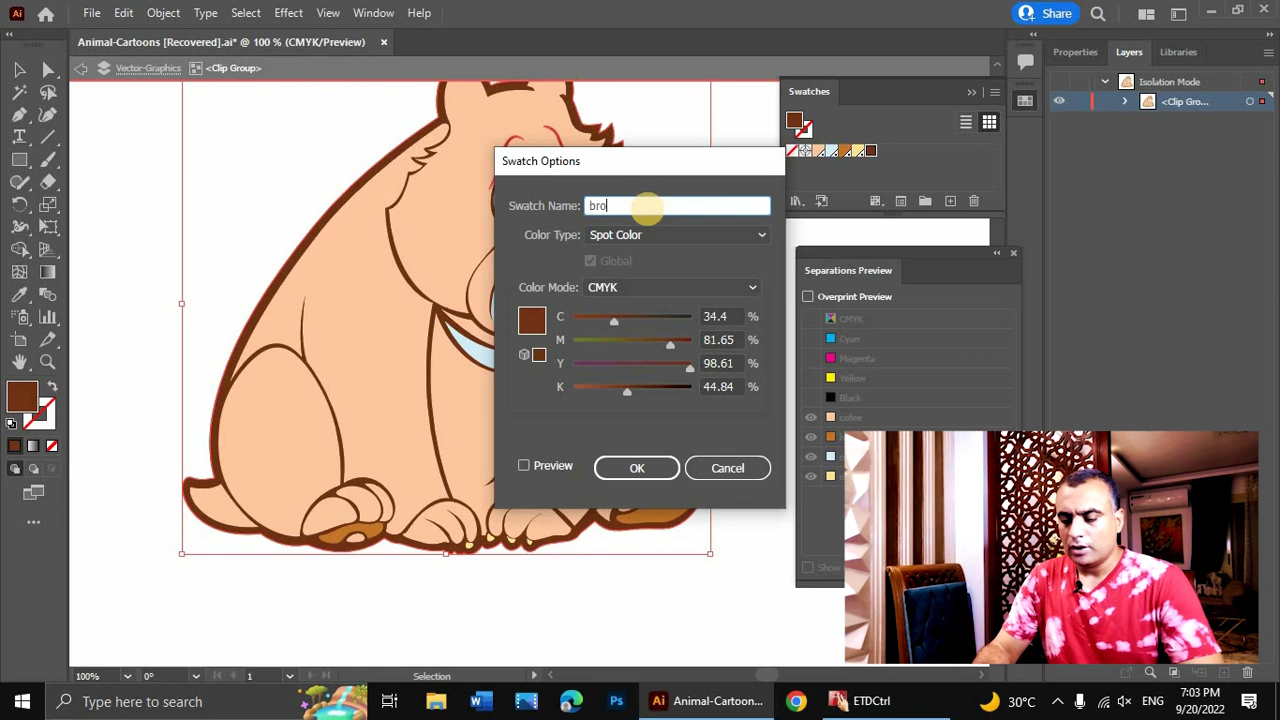 Ai File Edit Object Type Select Effect View Window Help Share
Animal-Cartoons [Recovered].ai* @ 100 % (CMYK/Preview)
Properties Layers Libraries
Vector-Graphics <Clip Group>
Swatches
Isolation Mode
<Clip Gro...
Swatch Options
Swatch Name: bro
Color Type: Spot Color
Global
Color Mode: CMYK
C 34.4 %
M 81.65 %
Y 98.61 %
K 44.84 %
Preview OK Cancel
Separations Preview
Overprint Preview
CMYK
Cyan
Magenta
Yellow
Black
cofee
Show
100% 0° 1 Selection
Type here to search
W Ps Ai Animal-Cartoon... ETDCtrl 30°C ENG 7:03 PM
9/20/2022